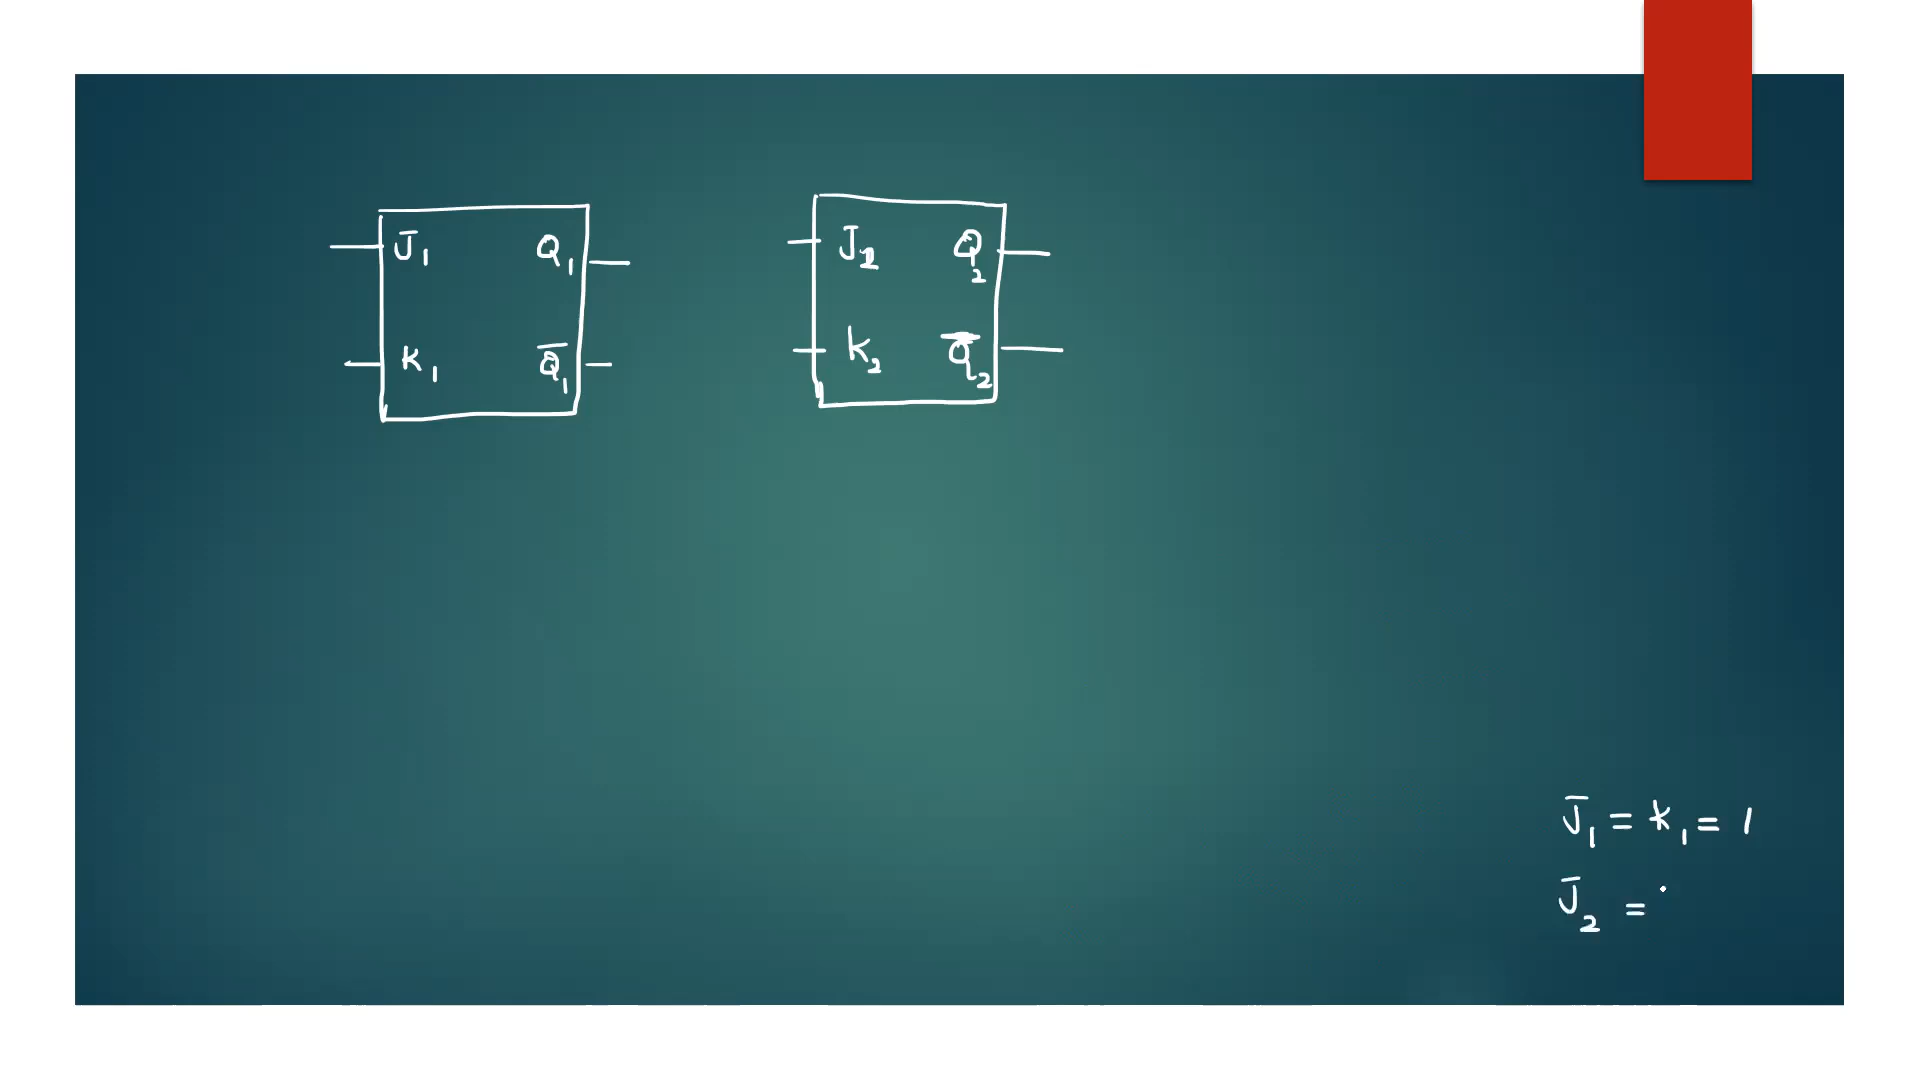 J₁ Q₁
K₁ Q̅₁
J₂ Q₂
K₂ Q̅₂
J₁ = K₁ = 1
J₂ =